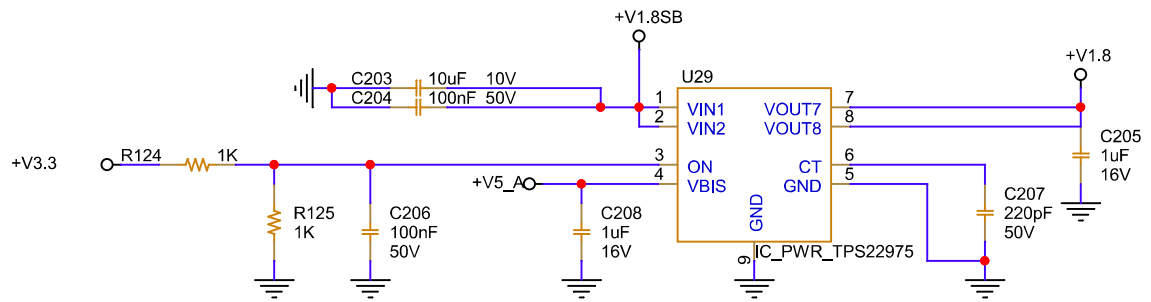 +V1.8SB
+V1.8
C203 10uF 10V
C204 100nF 50V
U29
1 VIN1 VOUT7 7
2 VIN2 VOUT8 8
+V3.3 R124 1K
3 ON CT 6
+V5_A 4 VBIS GND 5
C205
1uF
16V
R125
1K
C206
100nF
50V
C208
1uF
16V
GND
9
IC_PWR_TPS22975
C207
220pF
50V